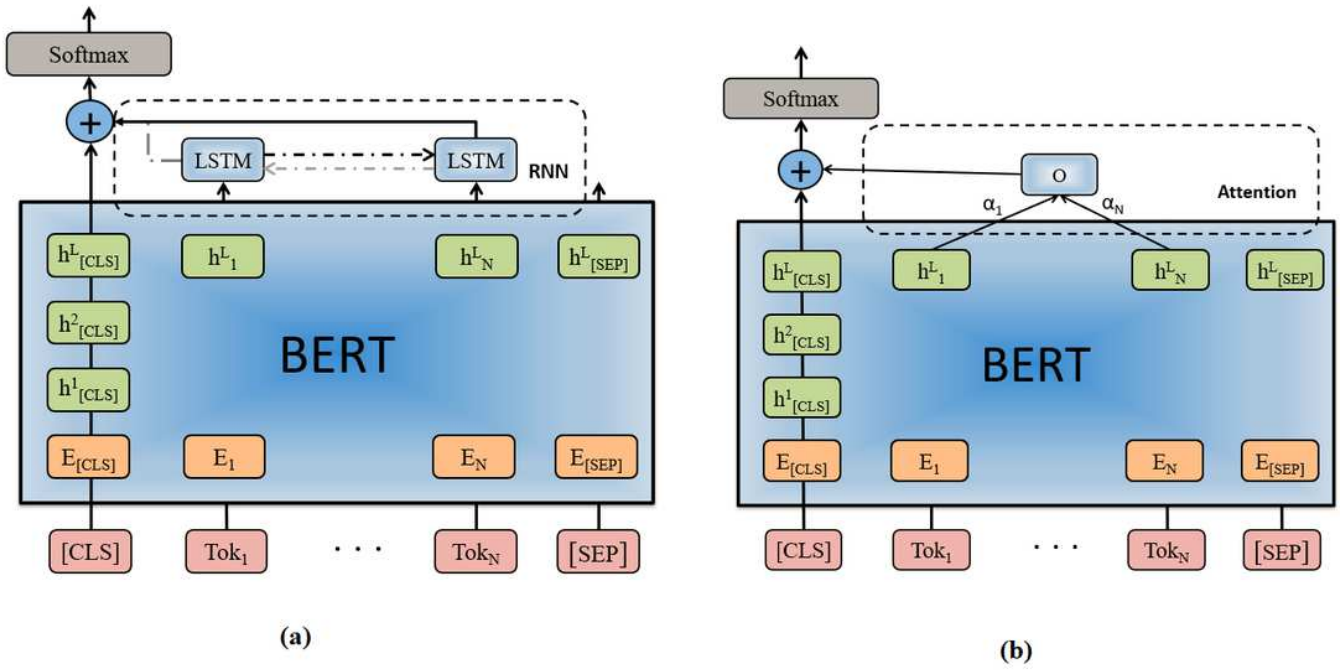 Softmax
+
LSTM
LSTM
RNN
h^L_[CLS]
h^L_1
h^L_N
h^L_[SEP]
h^2_[CLS]
BERT
h^1_[CLS]
E_[CLS]
E_1
E_N
E_[SEP]
[CLS]
Tok_1
. . .
Tok_N
[SEP]
(a)
Softmax
+
O
Attention
α_1
α_N
h^L_[CLS]
h^L_1
h^L_N
h^L_[SEP]
h^2_[CLS]
BERT
h^1_[CLS]
E_[CLS]
E_1
E_N
E_[SEP]
[CLS]
Tok_1
. . .
Tok_N
[SEP]
(b)